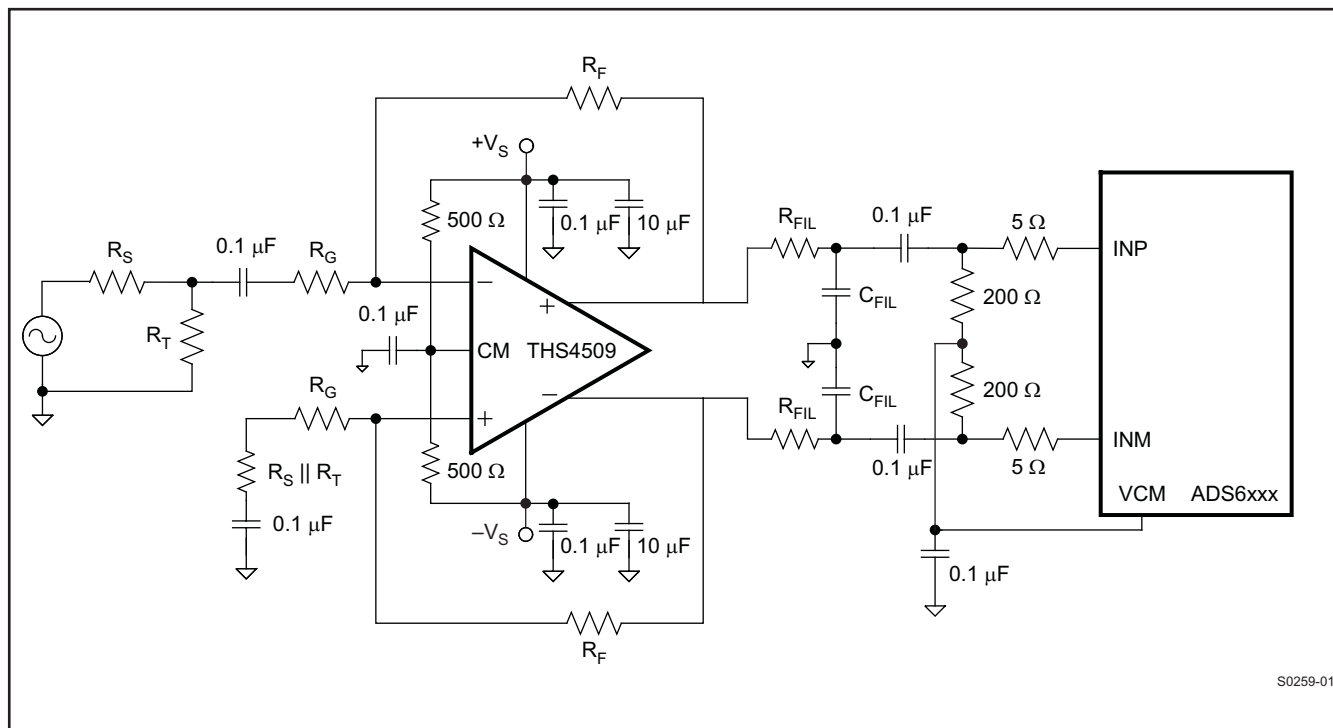 R_F
+V_S
500 Ω
0.1 μF
10 μF
R_S
0.1 μF
R_G
R_FIL
0.1 μF
5 Ω
INP
R_T
0.1 μF
−
+
CM
THS4509
C_FIL
200 Ω
R_G
+
−
C_FIL
200 Ω
R_FIL
R_S || R_T
500 Ω
0.1 μF
5 Ω
INM
0.1 μF
−V_S
0.1 μF
10 μF
VCM
ADS6xxx
0.1 μF
R_F
S0259-01